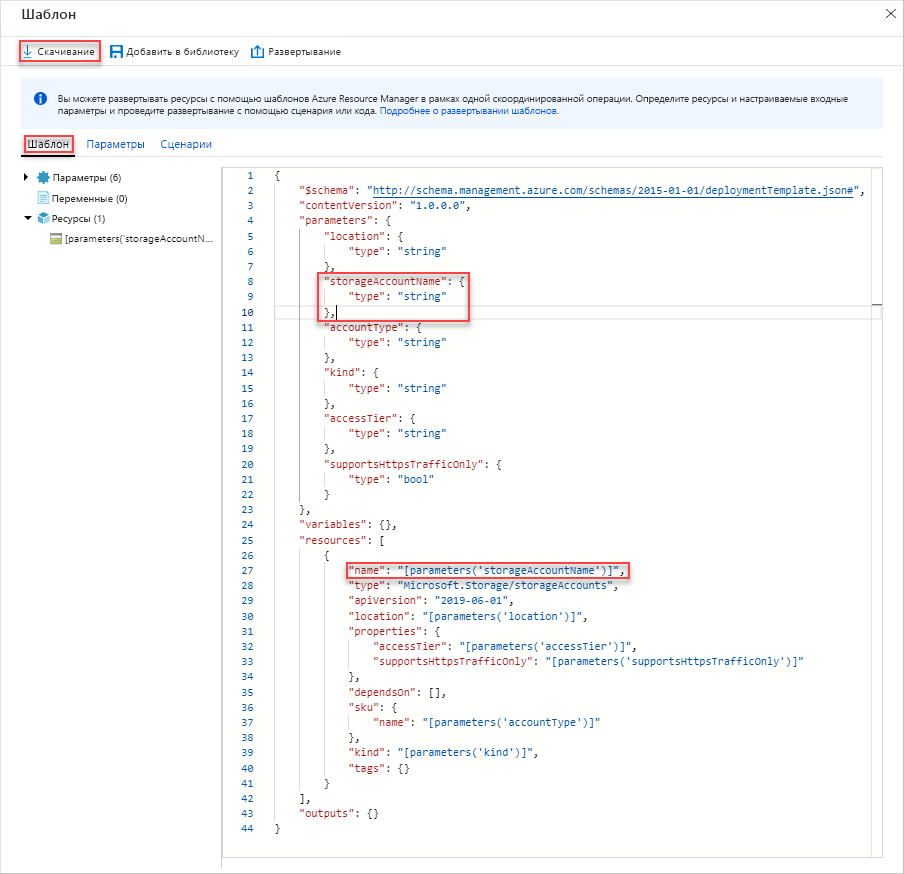 Шаблон
Скачивание Добавить в библиотеку Развертывание
Вы можете развертывать ресурсы с помощью шаблонов Azure Resource Manager в рамках одной скоординированной операции. Определите ресурсы и настраиваемые входные
параметры и проведите развертывание с помощью сценария или кода. Подробнее о развертывании шаблонов.
Шаблон Параметры Сценарии
Параметры (6)
Переменные (0)
Ресурсы (1)
[parameters('storageAccountN...
1 {
2 "$schema": "http://schema.management.azure.com/schemas/2015-01-01/deploymentTemplate.json#",
3 "contentVersion": "1.0.0.0",
4 "parameters": {
5 "location": {
6 "type": "string"
7 },
8 "storageAccountName": {
9 "type": "string"
10 },
11 "accountType": {
12 "type": "string"
13 },
14 "kind": {
15 "type": "string"
16 },
17 "accessTier": {
18 "type": "string"
19 },
20 "supportsHttpsTrafficOnly": {
21 "type": "bool"
22 }
23 },
24 "variables": {},
25 "resources": [
26 {
27 "name": "[parameters('storageAccountName')]",
28 "type": "Microsoft.Storage/storageAccounts",
29 "apiVersion": "2019-06-01",
30 "location": "[parameters('location')]",
31 "properties": {
32 "accessTier": "[parameters('accessTier')]",
33 "supportsHttpsTrafficOnly": "[parameters('supportsHttpsTrafficOnly')]"
34 },
35 "dependsOn": [],
36 "sku": {
37 "name": "[parameters('accountType')]"
38 },
39 "kind": "[parameters('kind')]",
40 "tags": {}
41 }
42 ],
43 "outputs": {}
44 }